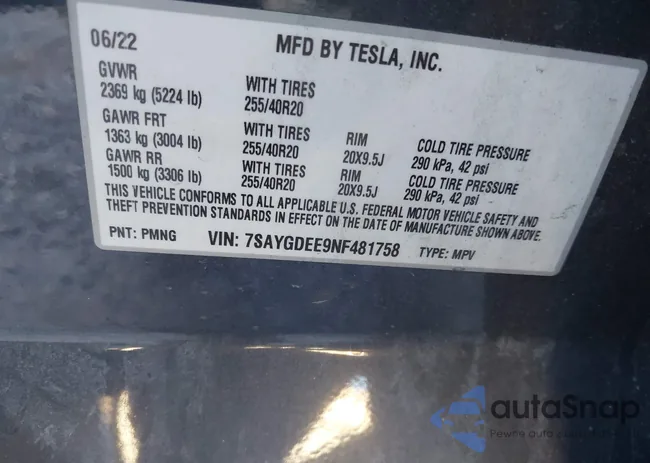 06/22 MFD BY TESLA, INC.
GVWR
2369 kg (5224 lb) WITH TIRES 255/40R20
GAWR FRT
1363 kg (3004 lb) WITH TIRES 255/40R20 RIM 20X9.5J COLD TIRE PRESSURE 290 kPa, 42 psi
GAWR RR
1500 kg (3306 lb) WITH TIRES 255/40R20 RIM 20X9.5J COLD TIRE PRESSURE 290 kPa, 42 psi
THIS VEHICLE CONFORMS TO ALL APPLICABLE U.S. FEDERAL MOTOR VEHICLE SAFETY AND
THEFT PREVENTION STANDARDS IN EFFECT ON THE DATE OF MANUFACTURE SHOWN ABOVE.
PNT: PMNG VIN: 7SAYGDEE9NF481758 TYPE: MPV
autaSnap